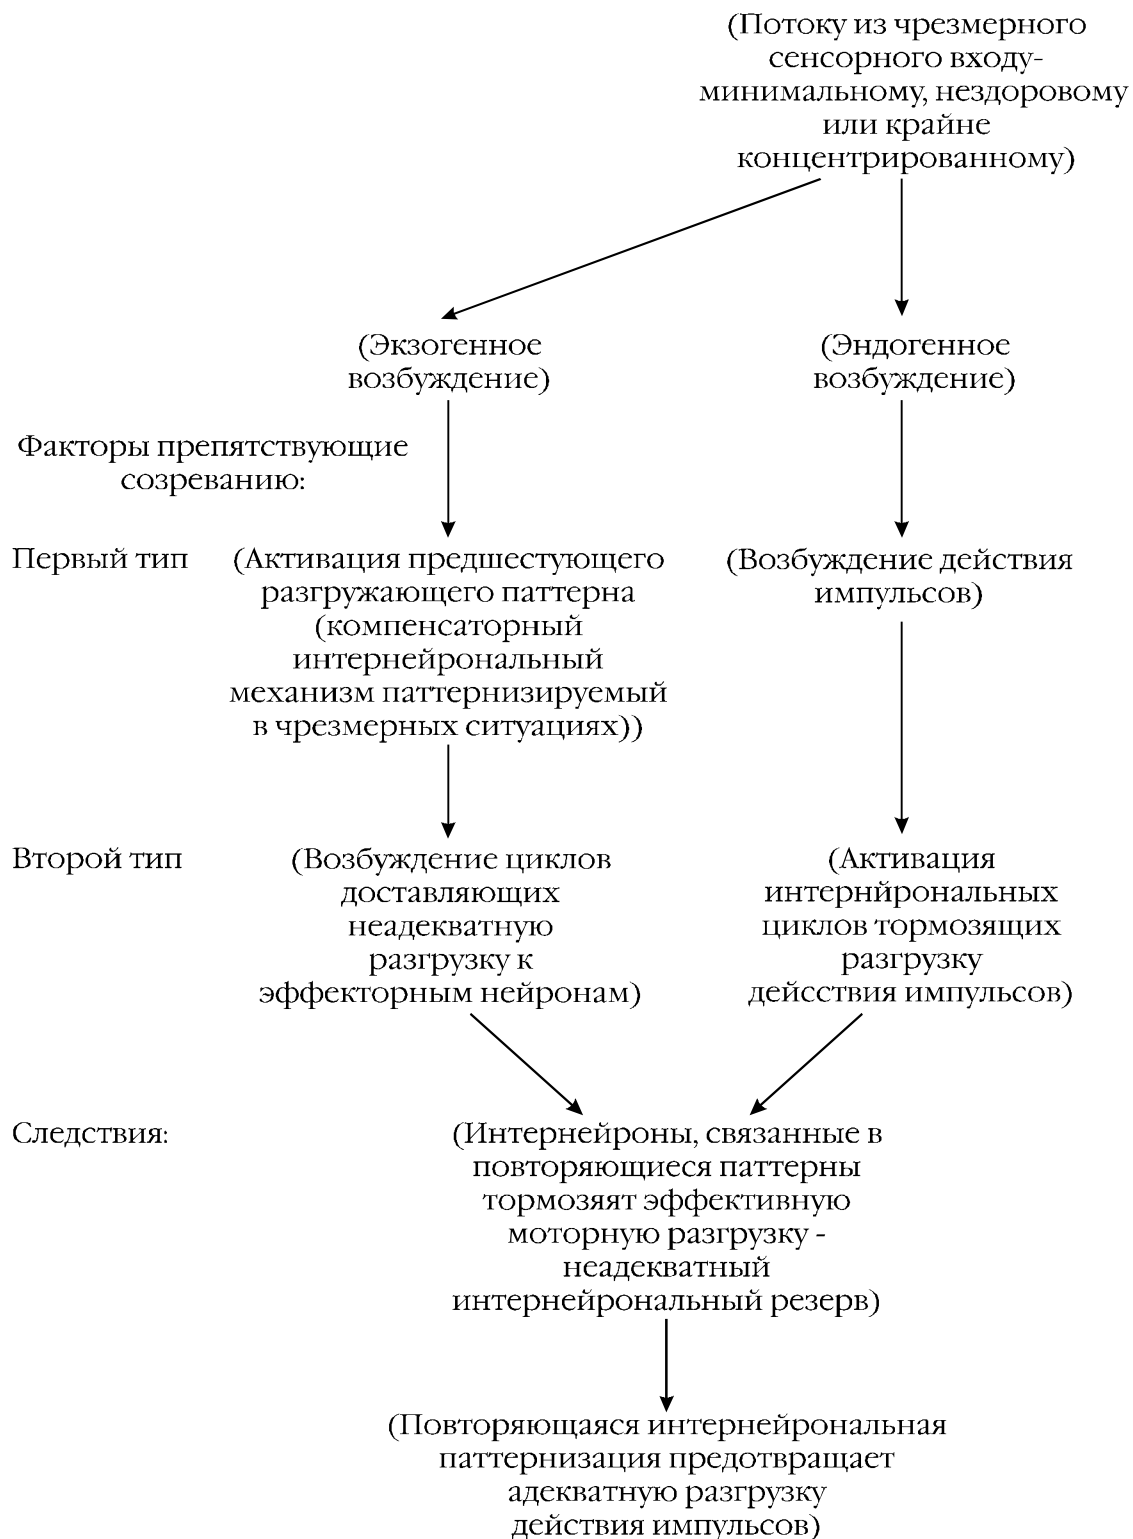 (Потоку из чрезмерного
сенсорного входу-
минимальному, нездоровому
или крайне
концентрированному)
(Экзогенное
возбуждение)
(Эндогенное
возбуждение)
Факторы препятствующие
созреванию:
Первый тип
(Активация предшестующего
разгружающего паттерна
(компенсаторный
интернейрональный
механизм паттернизируемый
в чрезмерных ситуациях))
(Возбуждение действия
импульсов)
Второй тип
(Возбуждение циклов
доставляющих
неадекватную
разгрузку к
эффекторным нейронам)
(Активация
интернйрональных
циклов тормозящих
разгрузку
дейсствия импульсов)
Следствия:
(Интернейроны, связанные в
повторяющиеся паттерны
тормозяят эффективную
моторную разгрузку -
неадекватный
интернейрональный резерв)
(Повторяющаяся интернейрональная
паттернизация предотвращает
адекватную разгрузку
действия импульсов)